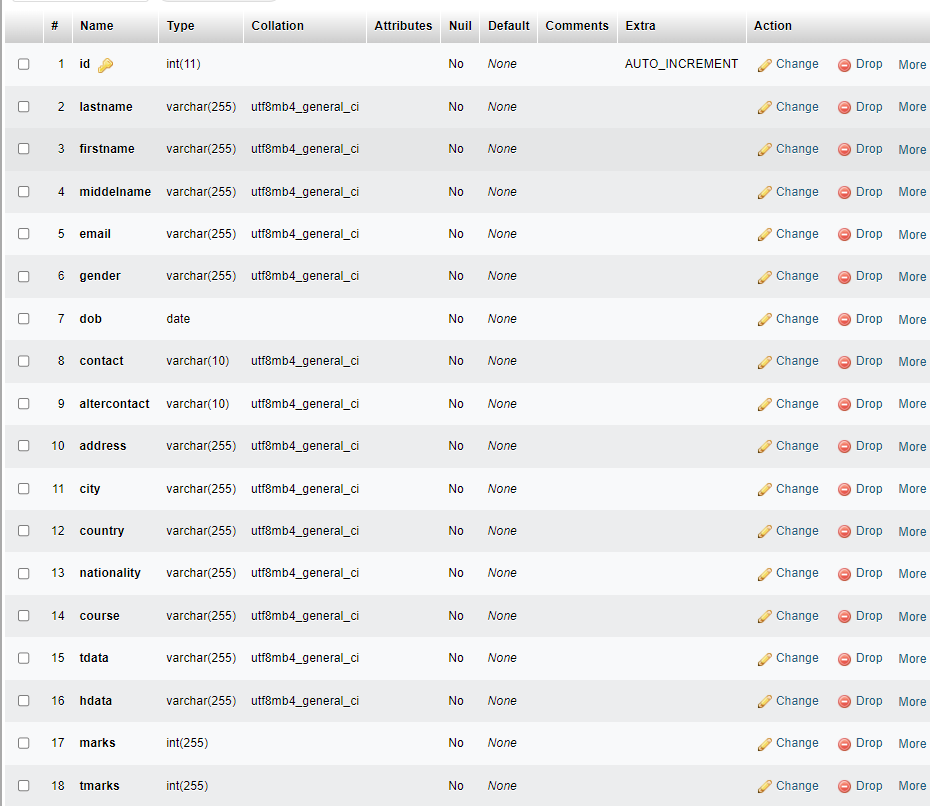 # Name Type Collation Attributes Null Default Comments Extra Action
1 id int(11) No None AUTO_INCREMENT Change Drop More
2 lastname varchar(255) utf8mb4_general_ci No None Change Drop More
3 firstname varchar(255) utf8mb4_general_ci No None Change Drop More
4 middelname varchar(255) utf8mb4_general_ci No None Change Drop More
5 email varchar(255) utf8mb4_general_ci No None Change Drop More
6 gender varchar(255) utf8mb4_general_ci No None Change Drop More
7 dob date No None Change Drop More
8 contact varchar(10) utf8mb4_general_ci No None Change Drop More
9 altercontact varchar(10) utf8mb4_general_ci No None Change Drop More
10 address varchar(255) utf8mb4_general_ci No None Change Drop More
11 city varchar(255) utf8mb4_general_ci No None Change Drop More
12 country varchar(255) utf8mb4_general_ci No None Change Drop More
13 nationality varchar(255) utf8mb4_general_ci No None Change Drop More
14 course varchar(255) utf8mb4_general_ci No None Change Drop More
15 tdata varchar(255) utf8mb4_general_ci No None Change Drop More
16 hdata varchar(255) utf8mb4_general_ci No None Change Drop More
17 marks int(255) No None Change Drop More
18 tmarks int(255) No None Change Drop More